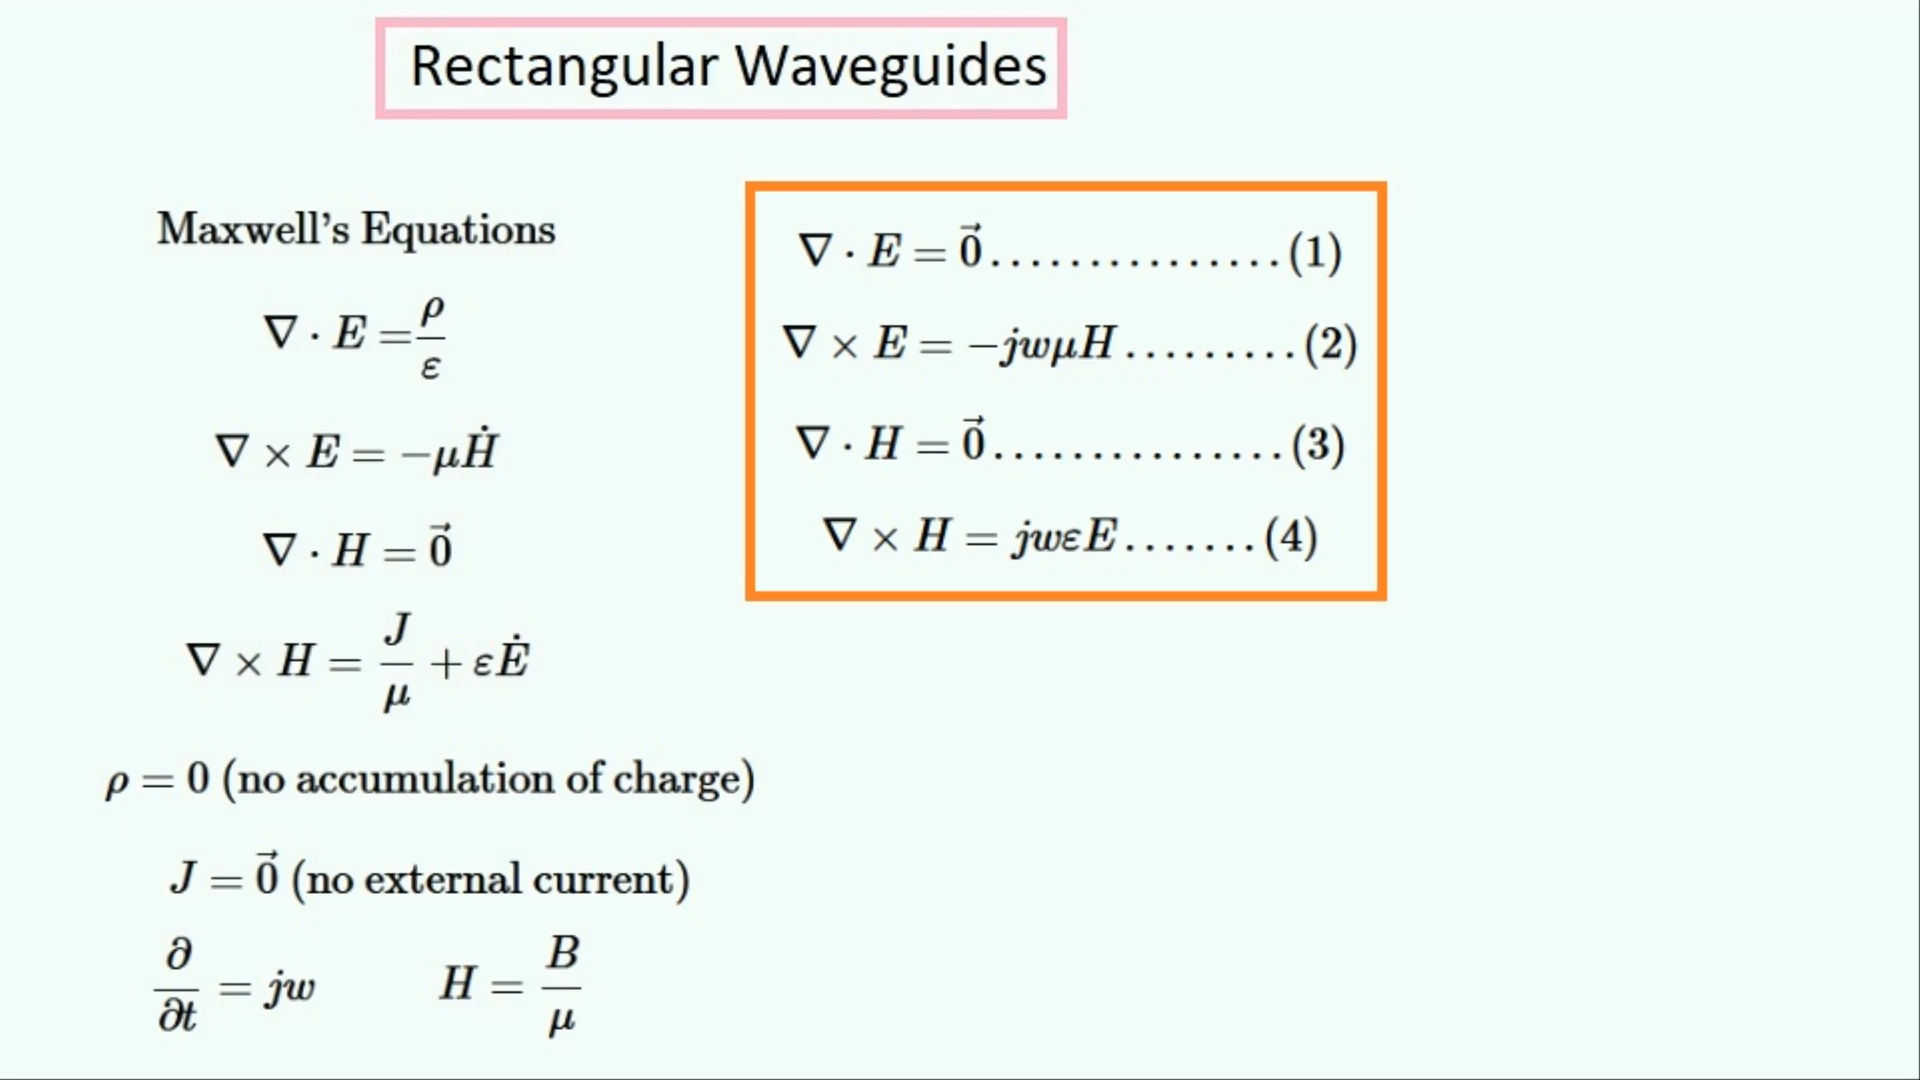 Rectangular Waveguides
Maxwell's Equations
∇ · E = ρ/ε
∇ × E = −μḢ
∇ · H = 0⃗
∇ × H = J/μ + εĖ
ρ = 0 (no accumulation of charge)
J = 0⃗ (no external current)
∂/∂t = jw H = B/μ
∇ · E = 0⃗ . . . . . . . . . . . . . . . (1)
∇ × E = −jwμH . . . . . . . . . (2)
∇ · H = 0⃗ . . . . . . . . . . . . . . . (3)
∇ × H = jwεE . . . . . . . (4)